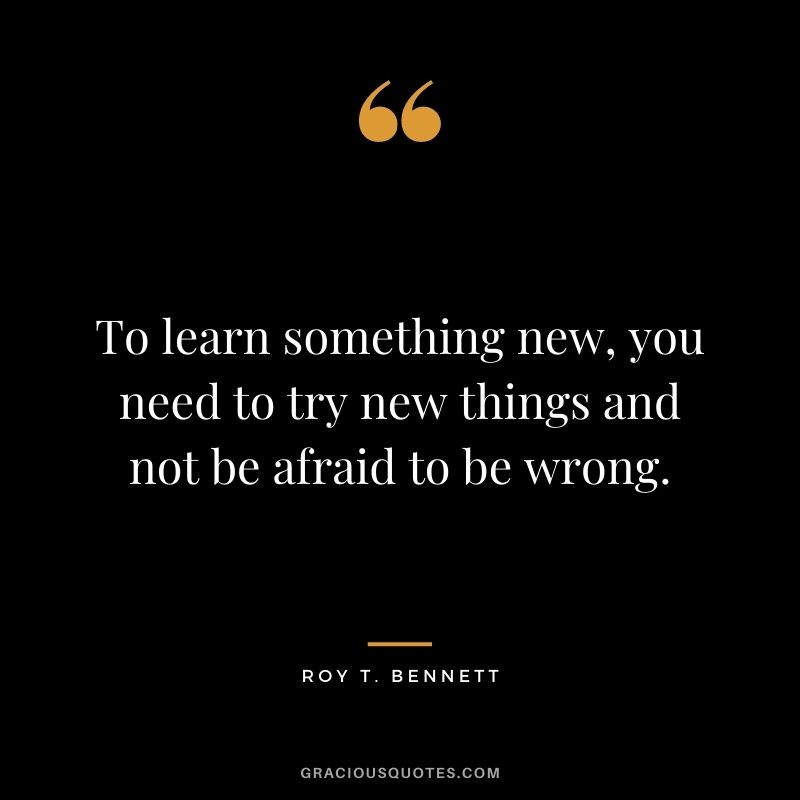 “
To learn something new, you
need to try new things and
not be afraid to be wrong.
ROY T. BENNETT
GRACIOUSQUOTES.COM